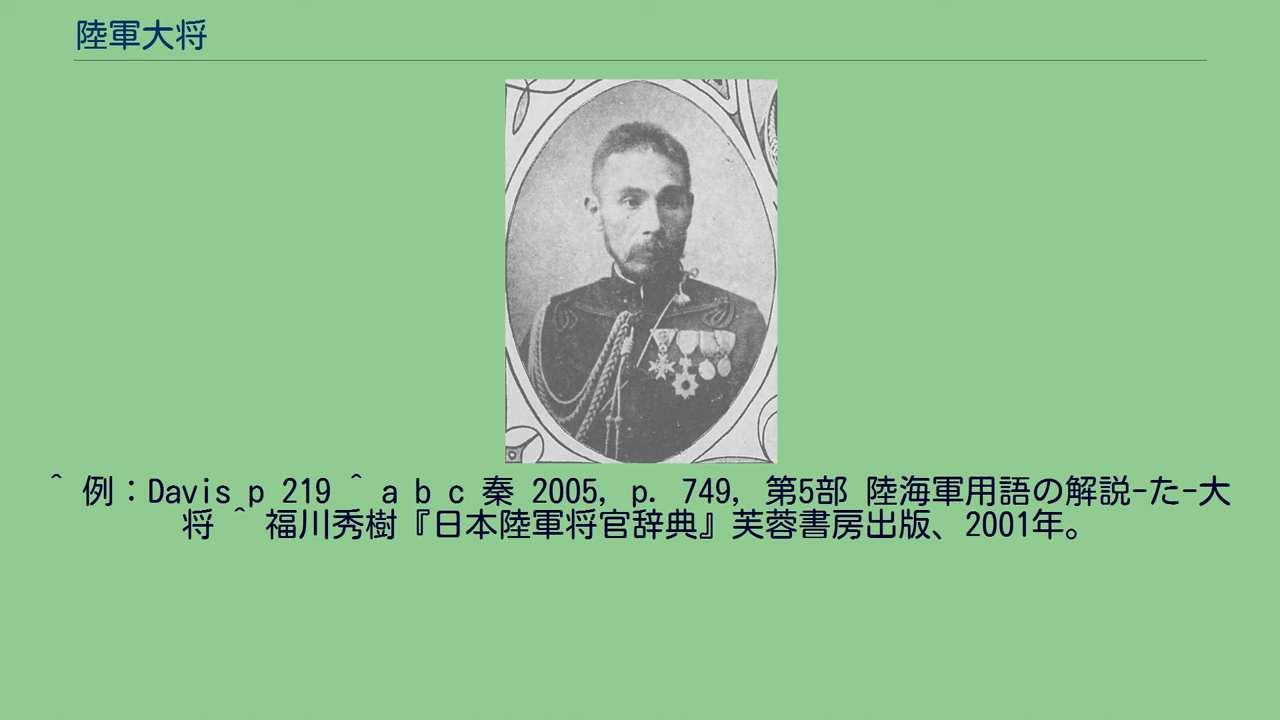 陸軍大将
^ 例：Davis p 219 ^ a b c 秦 2005, p. 749, 第5部 陸海軍用語の解説-た-大
将 ^ 福川秀樹『日本陸軍将官辞典』芙蓉書房出版、2001年。